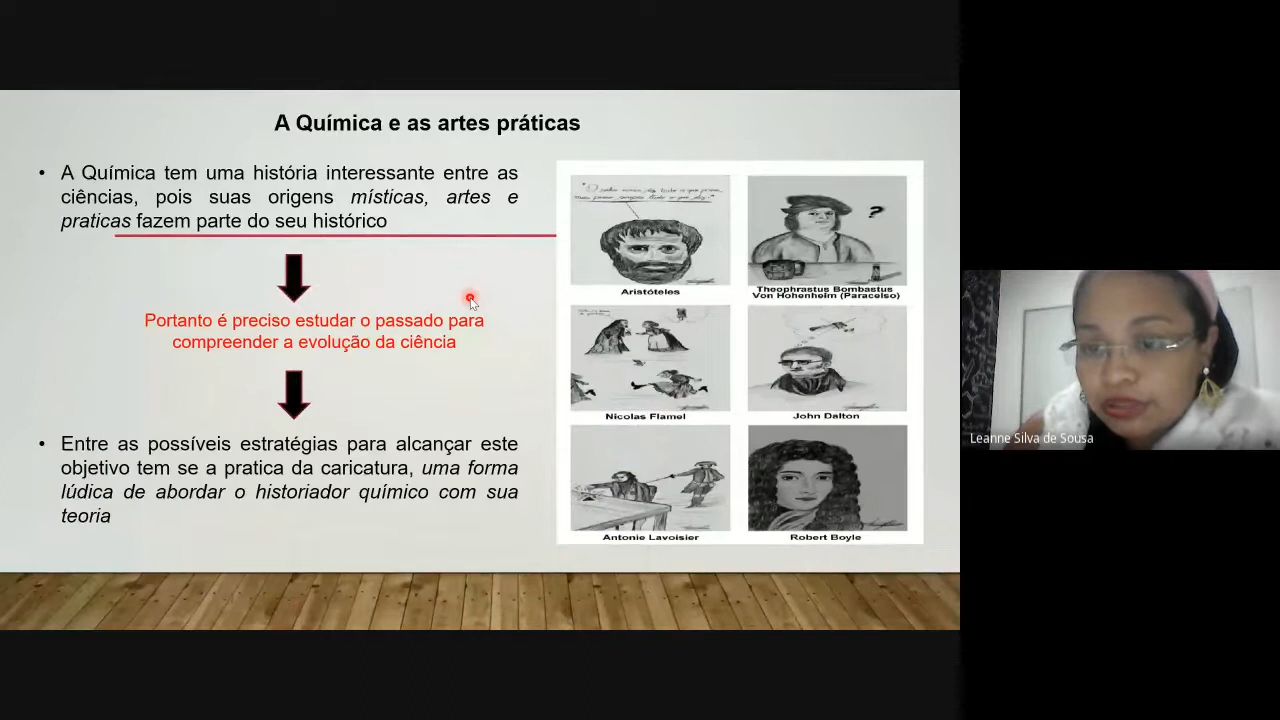 A Química e as artes práticas
• A Química tem uma história interessante entre as
ciências, pois suas origens místicas, artes e
praticas fazem parte do seu histórico
Portanto é preciso estudar o passado para
compreender a evolução da ciência
• Entre as possíveis estratégias para alcançar este
objetivo tem se a pratica da caricatura, uma forma
lúdica de abordar o historiador químico com sua
teoria
?
Aristóteles
Theophrastus Bombastus
Von Hohenheim (Paracelso)
Nicolas Flamel
John Dalton
Antonie Lavoisier
Robert Boyle
Leanne Silva de Sousa